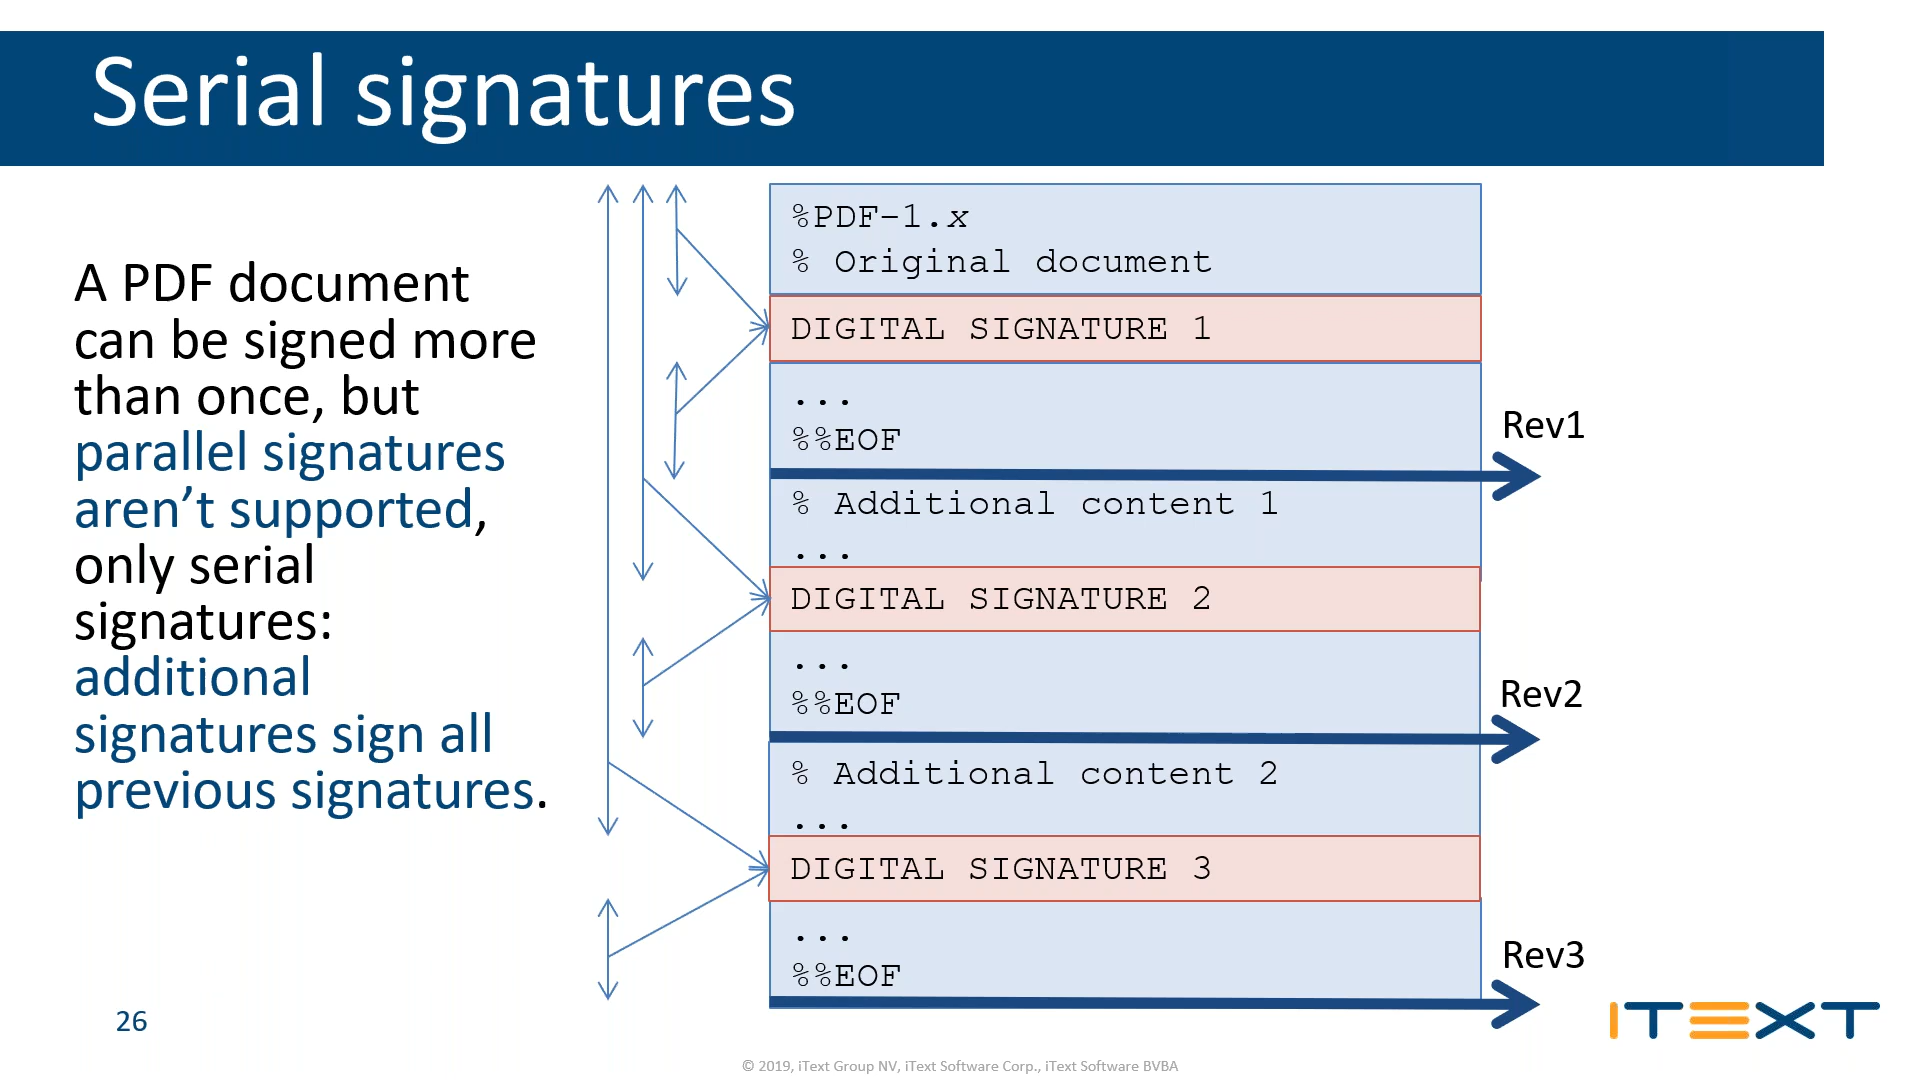 Serial signatures
A PDF document
can be signed more
than once, but
parallel signatures
aren’t supported,
only serial
signatures:
additional
signatures sign all
previous signatures.
%PDF-1.x
% Original document
DIGITAL SIGNATURE 1
...
%%EOF
Rev1
% Additional content 1
...
DIGITAL SIGNATURE 2
...
%%EOF
Rev2
% Additional content 2
...
DIGITAL SIGNATURE 3
...
%%EOF
Rev3
26
ITEXT
© 2019, iText Group NV, iText Software Corp., iText Software BVBA